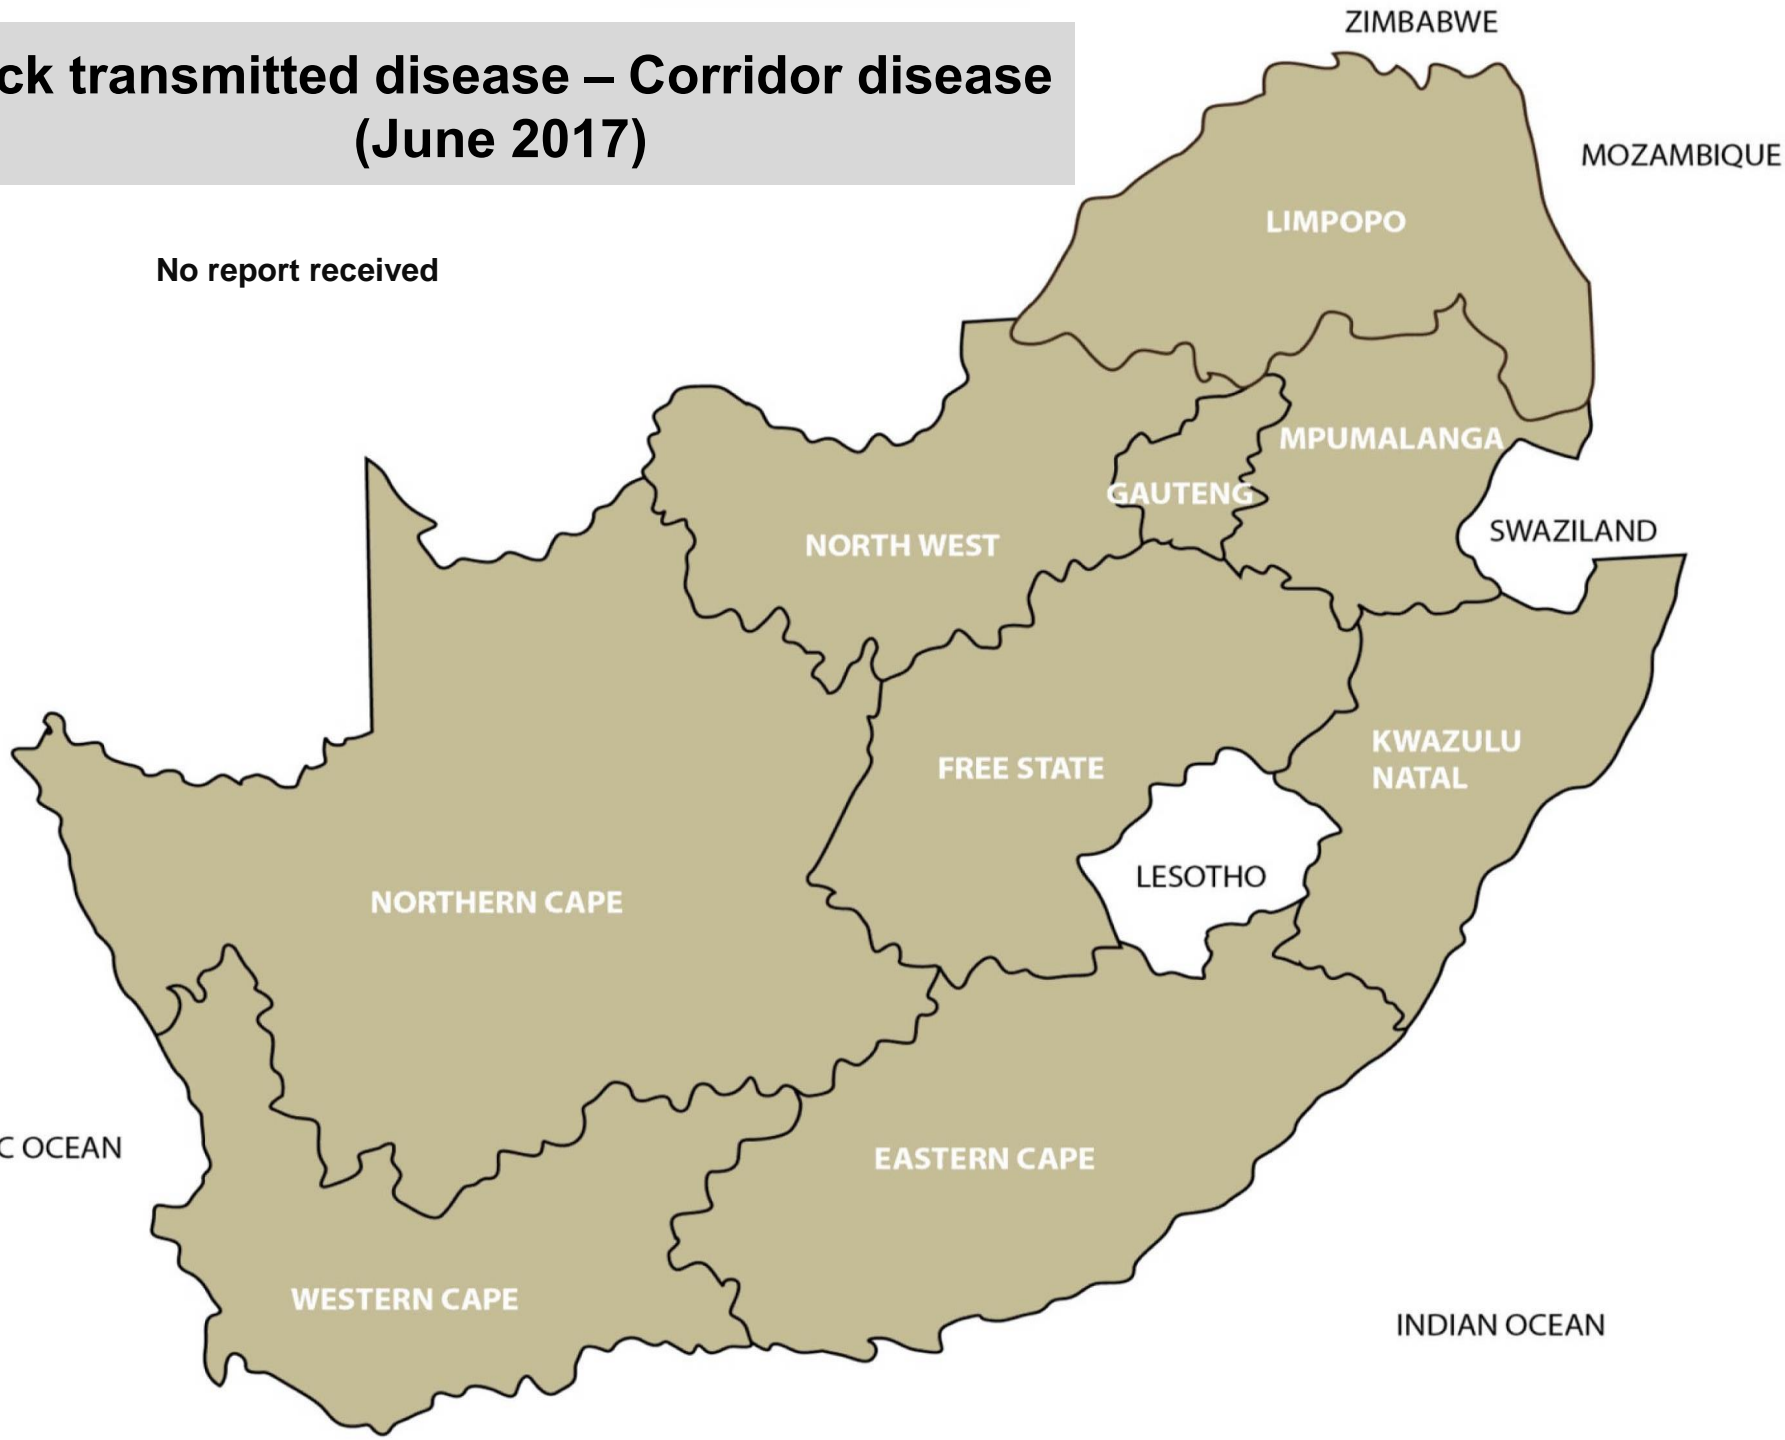 ZIMBABWE
ck transmitted disease – Corridor disease
(June 2017)
MOZAMBIQUE
LIMPOPO
No report received
MPUMALANGA
GAUTENG
SWAZILAND
NORTH WEST
KWAZULU
NATAL
FREE STATE
LESOTHO
NORTHERN CAPE
C OCEAN
EASTERN CAPE
WESTERN CAPE
INDIAN OCEAN